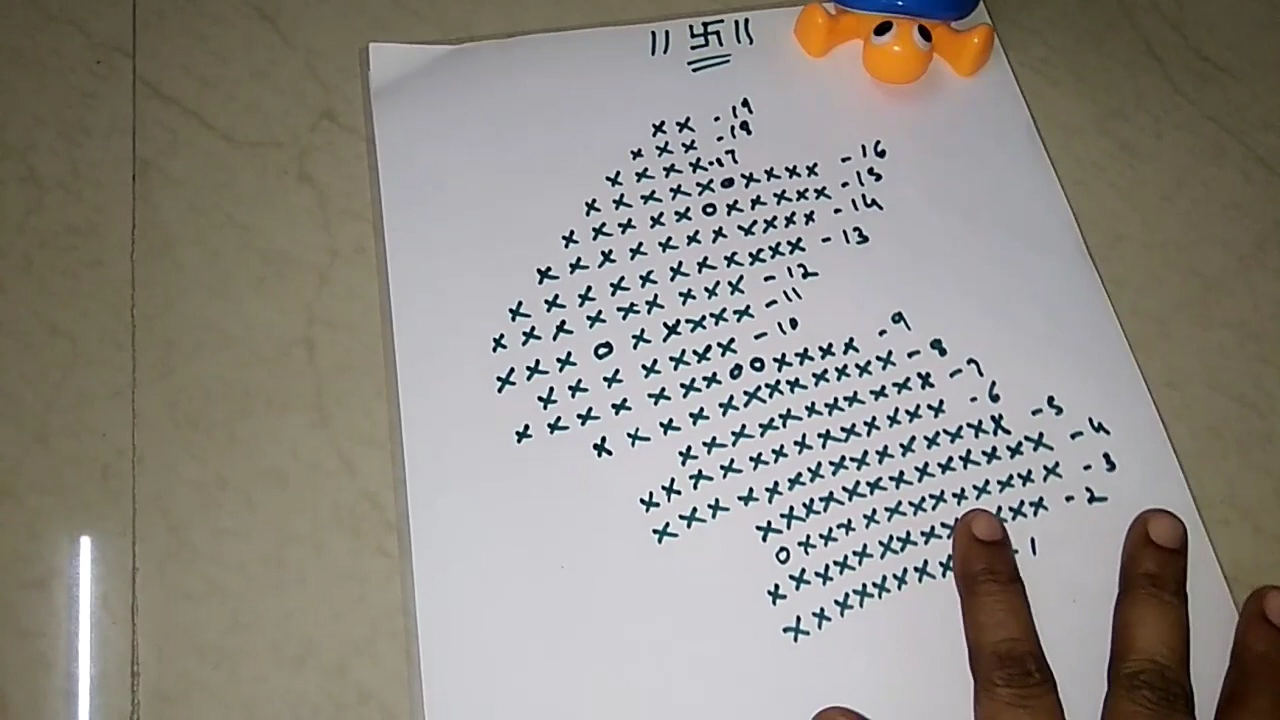 || 卐 ||
x x - 19
x x x - 18
x x x x - 17
x x x x x o x x x x - 16
x x x x x o x x x x x - 15
x x x x x x x x x x x - 14
x x x x x x x x x x x - 13
x x x x x x x x x - 12
x x x o x x x x x - 11
x x x x x x x - 10
x x x x x x x o o x x x x - 9
x x x x x x x x x x x x - 8
x x x x x x x x x x x - 7
x x x x x x x x x x x x x - 6
x x x x x x x x x x x x x x x - 5
x x x x x x x x x x x x x - 4
o x x x x x x x x x x x x - 3
x x x x x x x x x x x x - 2
x x x x x x x x - 1